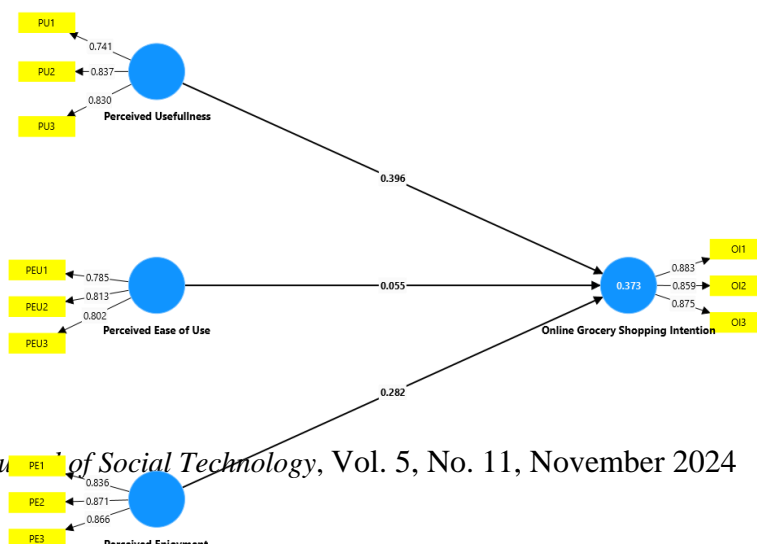 PU1
0.741
PU2
0.837
0.830
PU3
Perceived Usefullness
0.396
PEU1
0.785
0.813
PEU2
0.802
PEU3
Perceived Ease of Use
0.055
OI1
0.883
0.373
0.859
OI2
0.875
OI3
Online Grocery Shopping Intention
0.282
of Social Technology, Vol. 5, No. 11, November 2024
PE1
0.836
PE2
0.871
0.866
PE3
Perceived Enjoyment